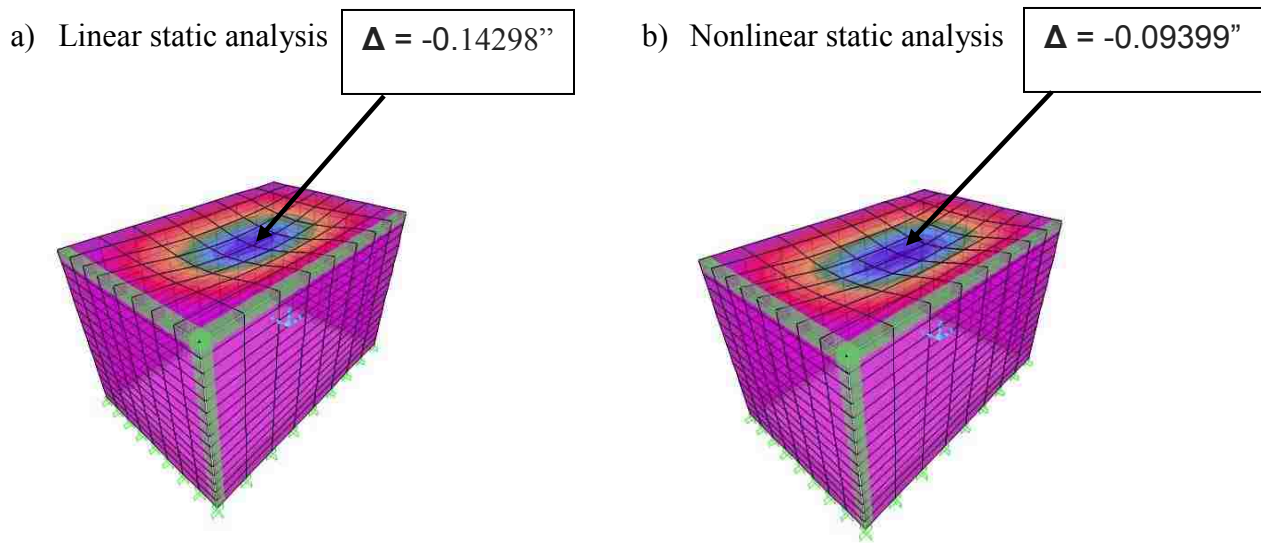 a) Linear static analysis
Δ = -0.14298”
b) Nonlinear static analysis
Δ = -0.09399”